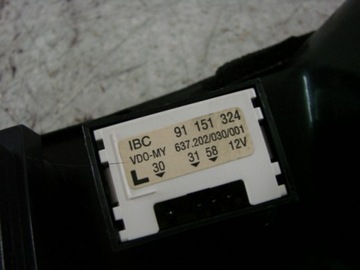 IBC 91 151 324
VDO-MY 637.202/030/001
L 30 31 58 12V